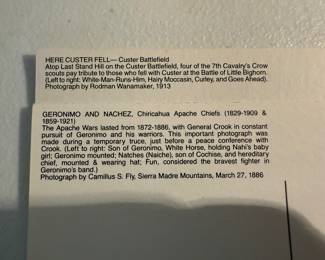 HERE CUSTER FELL— Custer Battlefield
Atop Last Stand Hill on the Custer Battlefield, four of the 7th Cavalry's Crow
scouts pay tribute to those who fell with Custer at the Battle of Little Bighorn.
(Left to right: White-Man-Runs-Him, Hairy Moccasin, Curley, and Goes Ahead).
Photograph by Rodman Wanamaker, 1913
GERONIMO AND NACHEZ, Chiricahua Apache Chiefs (1829-1909 &
1859-1921)
The Apache Wars lasted from 1872-1886, with General Crook in constant
pursuit of Geronimo and his warriors. This important photograph was
made during a temporary truce, just before a peace conference with
Crook. (Left to right: Son of Geronimo, White Horse, holding Nahi's baby
girl; Geronimo mounted; Natches (Naiche), son of Cochise, and hereditary
chief, mounted & wearing hat; Fun, considered the bravest fighter in
Geronimo's band.)
Photograph by Camillus S. Fly, Sierra Madre Mountains, March 27, 1886